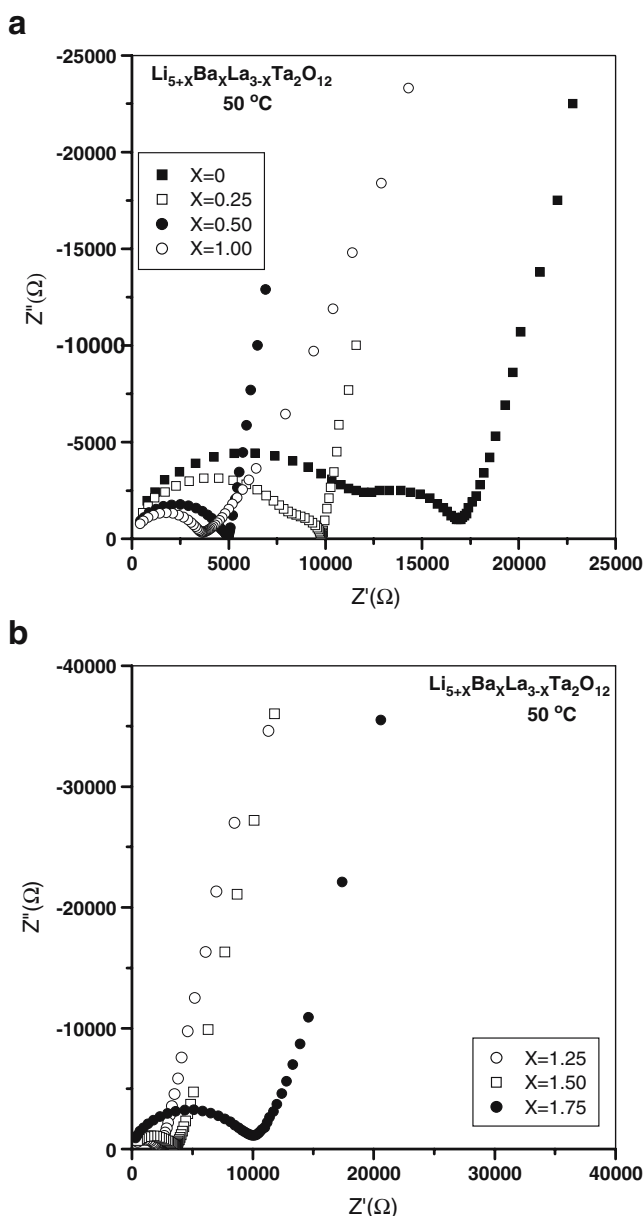 a
Li5+XBaXLa3-XTa2O12
50 °C
X=0
X=0.25
X=0.50
X=1.00
-25000
-20000
-15000
-10000
-5000
0
Z"(Ω)
0 5000 10000 15000 20000 25000
Z'(Ω)
b
Li5+XBaXLa3-XTa2O12
50 °C
-40000
-30000
-20000
-10000
0
Z"(Ω)
X=1.25
X=1.50
X=1.75
0 10000 20000 30000 40000
Z'(Ω)